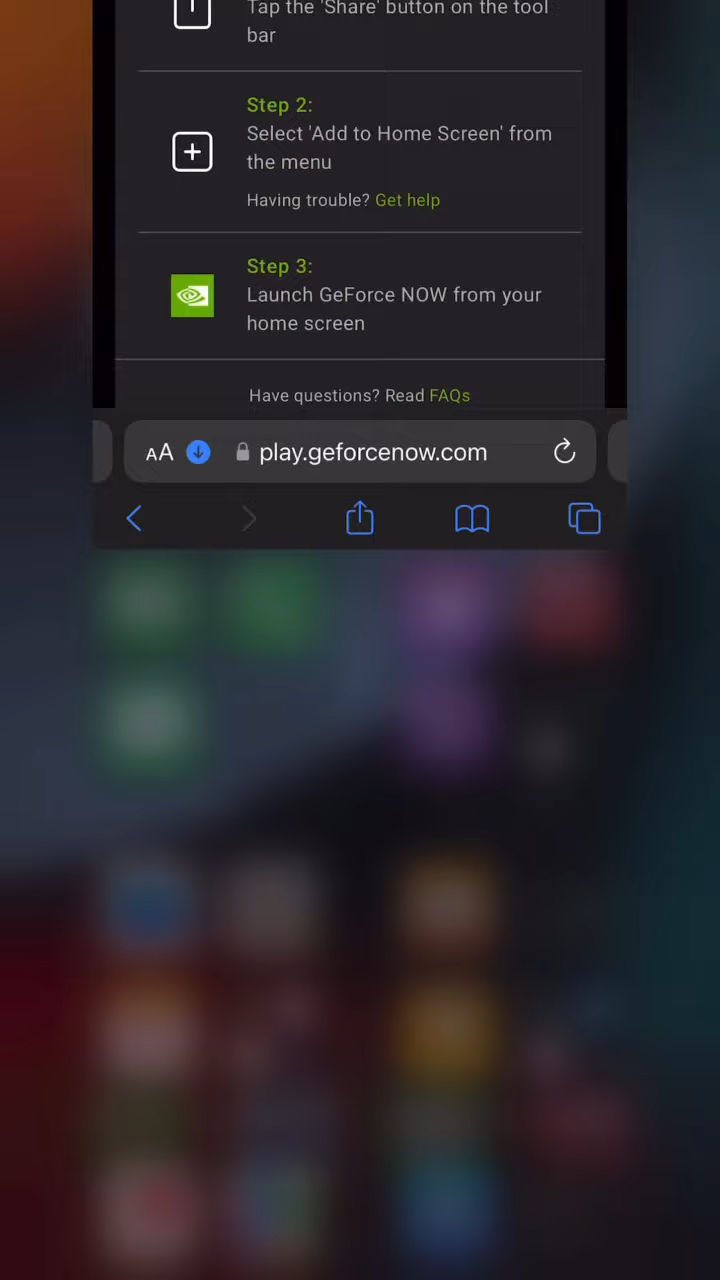 Tap the 'Share' button on the tool
bar
Step 2:
Select 'Add to Home Screen' from
the menu
Having trouble? Get help
Step 3:
Launch GeForce NOW from your
home screen
Have questions? Read FAQs
AA play.geforcenow.com